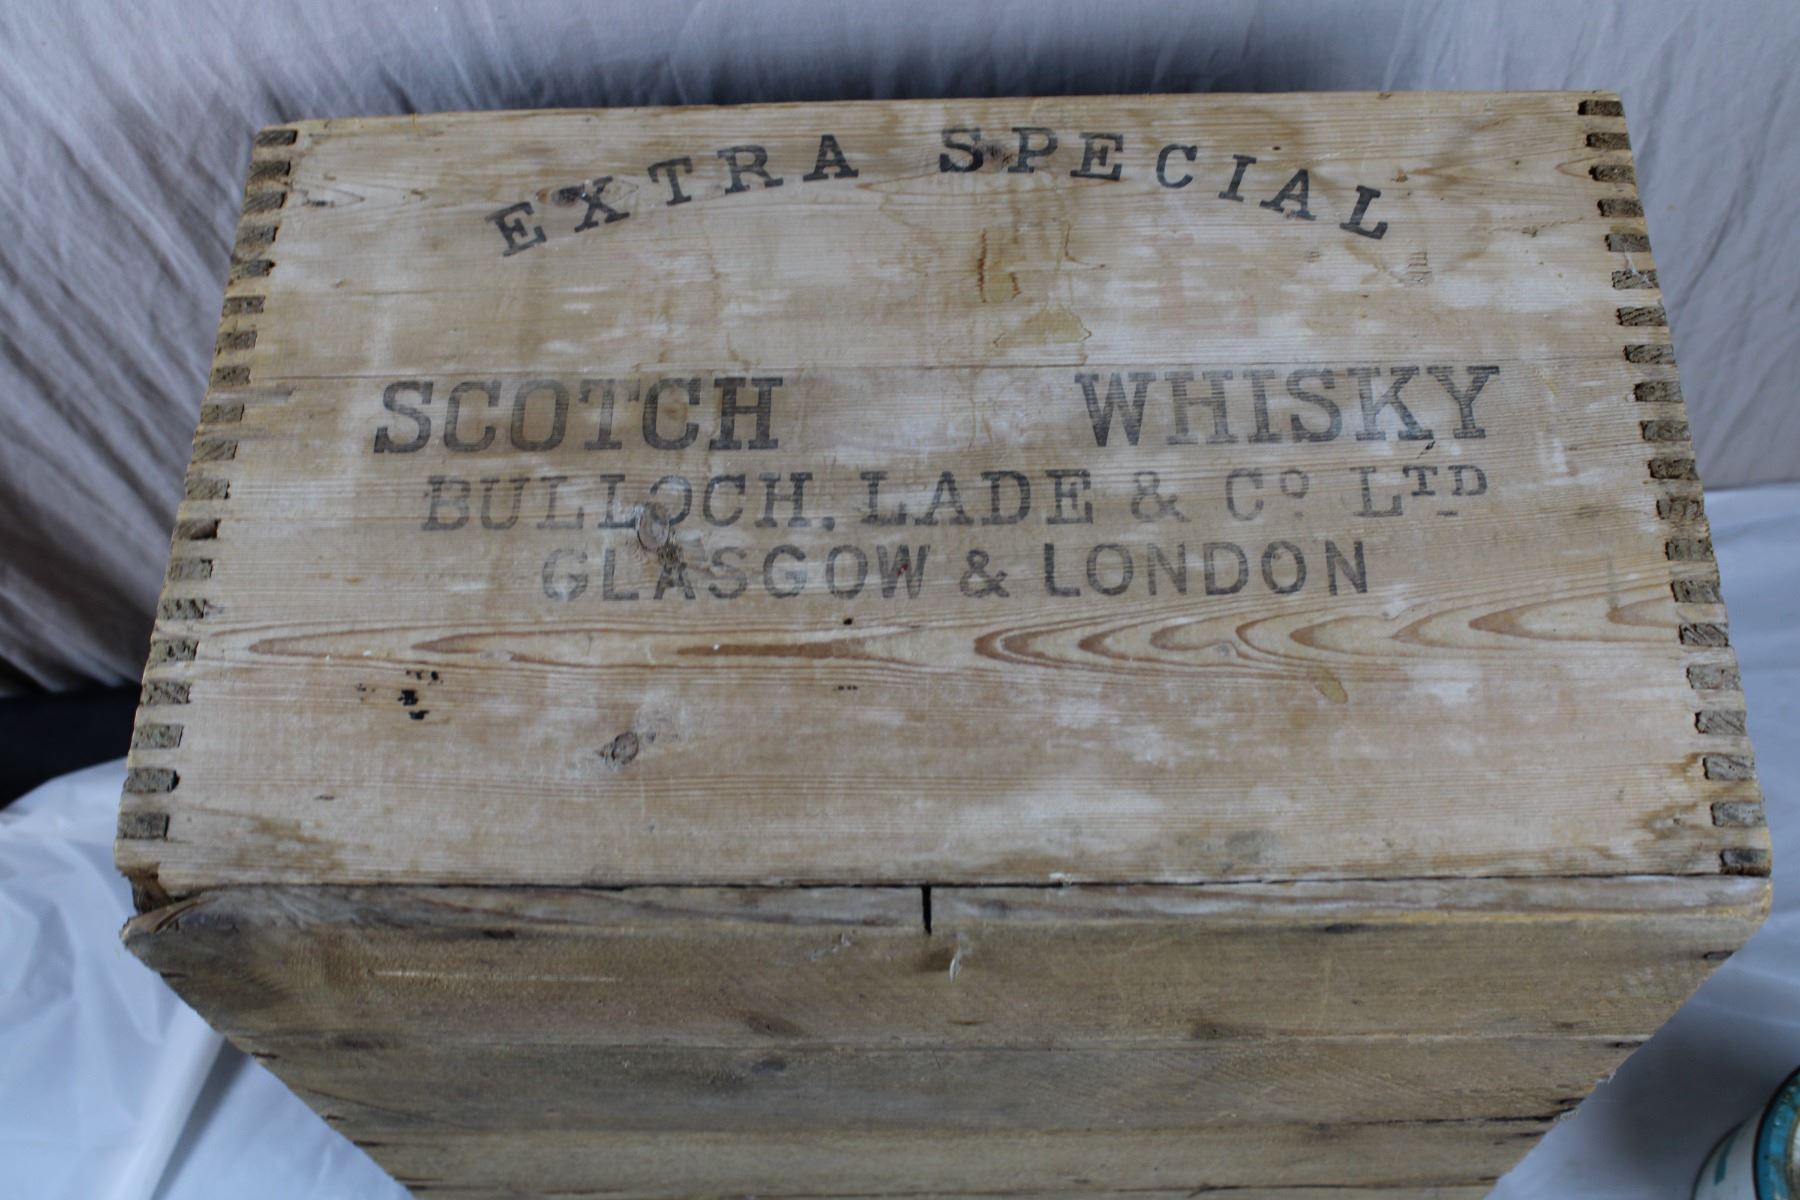 EXTRA SPECIAL
SCOTCH WHISKY
BULLOCH, LADE & Cº LTD
GLASGOW & LONDON